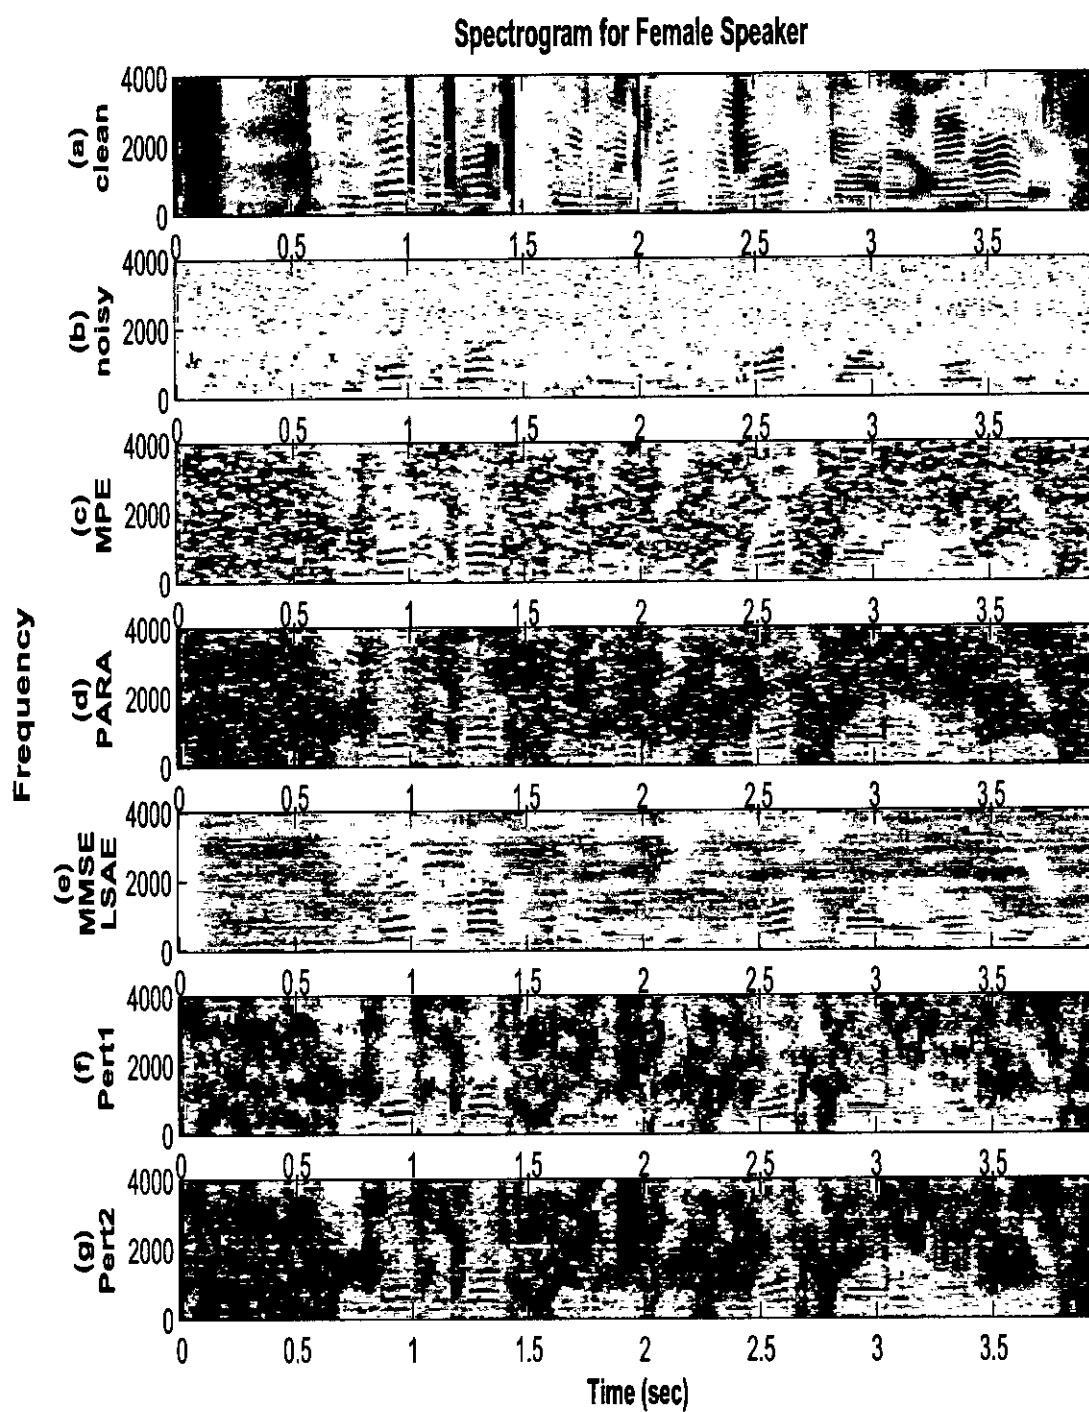 Spectrogram for Female Speaker
(a)
clean
4000
2000
0
0 0.5 1 1.5 2 2.5 3 3.5
(b)
noisy
4000
2000
0
0 0.5 1 1.5 2 2.5 3 3.5
(c)
MPE
4000
2000
0
0 0.5 1 1.5 2 2.5 3 3.5
Frequency
(d)
PARA
4000
2000
0
0 0.5 1 1.5 2 2.5 3 3.5
(e)
MMSE
LSAE
4000
2000
0
0 0.5 1 1.5 2 2.5 3 3.5
(f)
Pert1
4000
2000
0
0 0.5 1 1.5 2 2.5 3 3.5
(g)
Pert2
4000
2000
0
0 0.5 1 1.5 2 2.5 3 3.5
Time (sec)